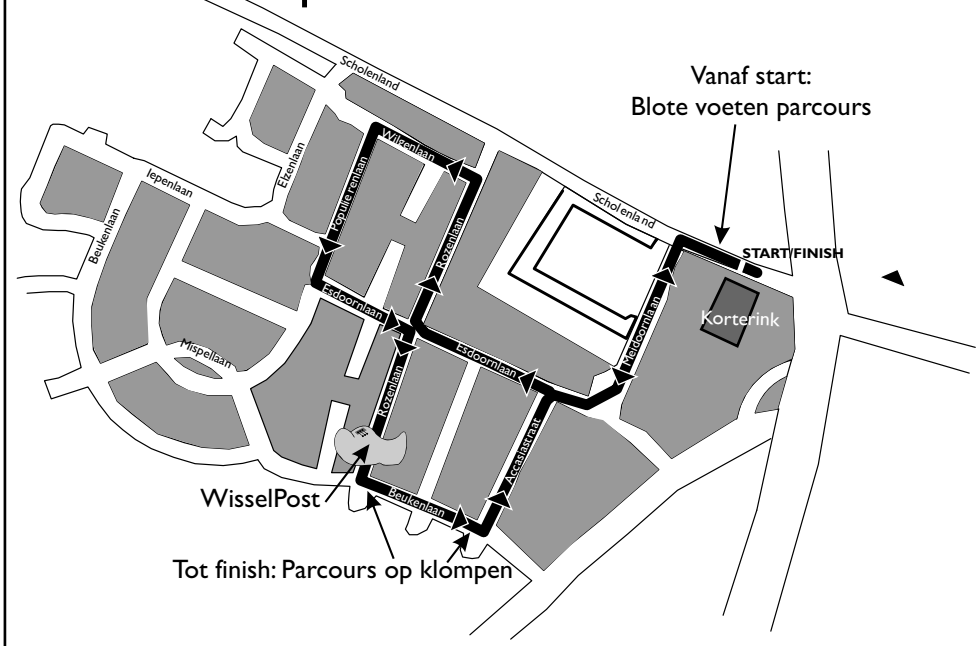 Scholenland
Vanaf start:
Blote voeten parcours
Wilgenlaan
Elzenlaan
Populierenlaan
Iepenlaan
Scholenland
Beukenlaan
Rozenlaan
START/FINISH
Esdoornlaan
Korterink
Meidoornlaan
Mispellaan
Esdoornlaan
Rozenlaan
Accasiastraat
WisselPost
Beukenlaan
Tot finish: Parcours op klompen